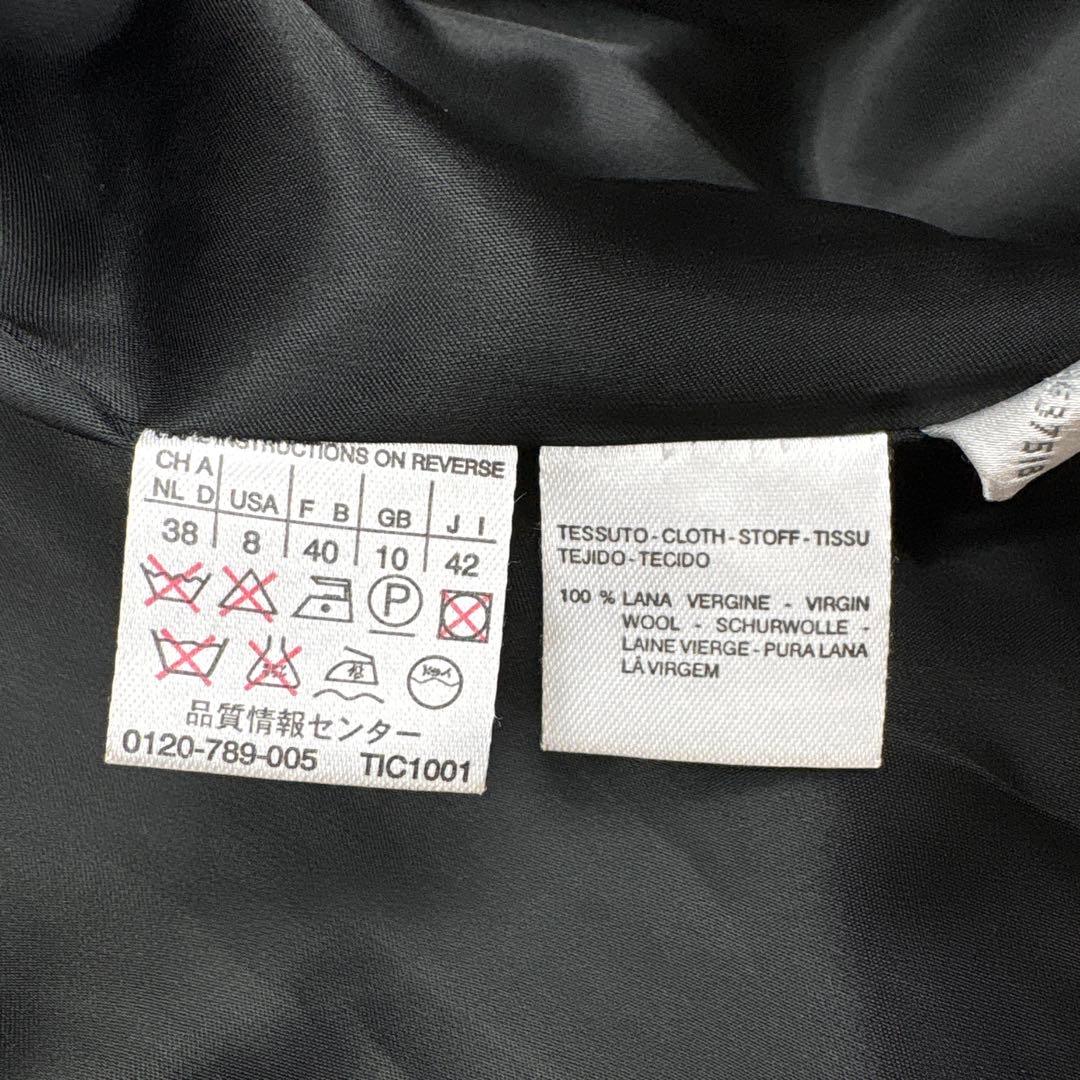 INSTRUCTIONS ON REVERSE
CH A
NL D USA F B GB J I
38 8 40 10 42
P
品質情報センター
0120-789-005 TIC1001
TESSUTO-CLOTH-STOFF-TISSU
TEJIDO-TECIDO
100 % LANA VERGINE - VIRGIN
WOOL - SCHURWOLLE -
LAINE VIERGE - PURA LANA
LÀ VIRGEM